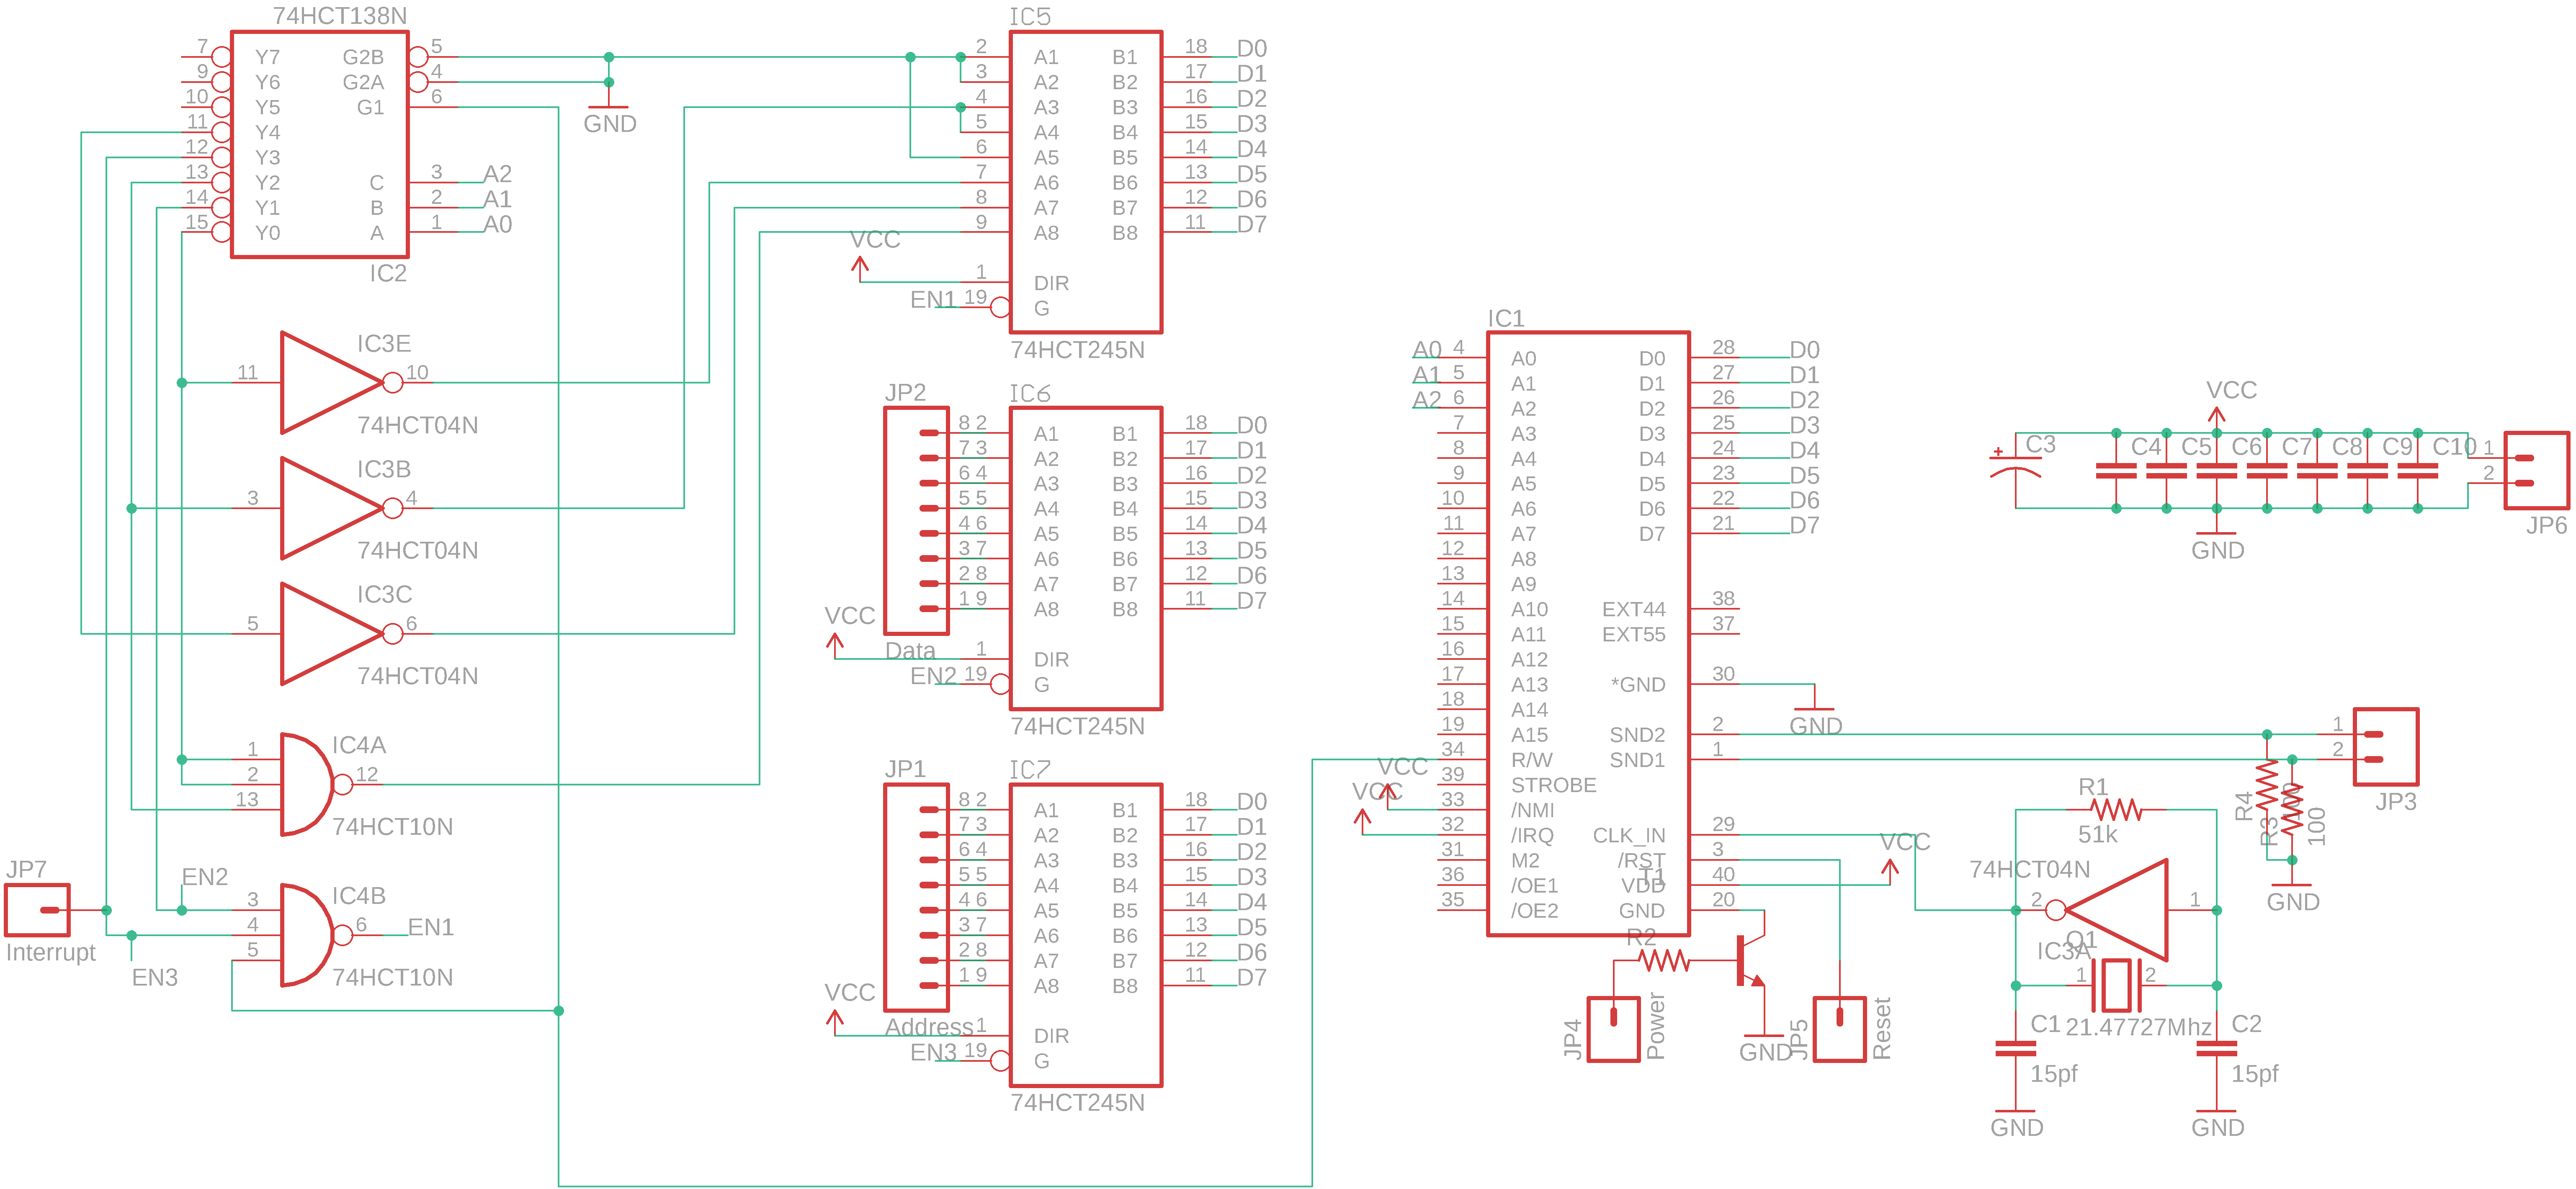 74HCT138N
7 Y7 G2B 5
9 Y6 G2A 4
10 Y5 G1 6
11 Y4
12 Y3
13 Y2 C 3 A2
14 Y1 B 2 A1
15 Y0 A 1 A0
IC2
GND
IC3E
11 10
74HCT04N
IC3B
3 4
74HCT04N
IC3C
5 6
74HCT04N
IC4A
1
2 12
13
74HCT10N
JP7
Interrupt
EN2
IC4B
3
4 6 EN1
5
EN3
74HCT10N
IC5
2 A1 B1 18 D0
3 A2 B2 17 D1
4 A3 B3 16 D2
5 A4 B4 15 D3
6 A5 B5 14 D4
7 A6 B6 13 D5
8 A7 B7 12 D6
9 A8 B8 11 D7
VCC
1 DIR
EN1 19 G
74HCT245N
JP2 IC6
8 2 A1 B1 18 D0
7 3 A2 B2 17 D1
6 4 A3 B3 16 D2
5 5 A4 B4 15 D3
4 6 A5 B5 14 D4
3 7 A6 B6 13 D5
2 8 A7 B7 12 D6
1 9 A8 B8 11 D7
VCC
Data 1 DIR
EN2 19 G
74HCT245N
JP1 IC7
8 2 A1 B1 18 D0
7 3 A2 B2 17 D1
6 4 A3 B3 16 D2
5 5 A4 B4 15 D3
4 6 A5 B5 14 D4
3 7 A6 B6 13 D5
2 8 A7 B7 12 D6
1 9 A8 B8 11 D7
VCC
Address 1 DIR
EN3 19 G
74HCT245N
IC1
A0 4 A0 D0 28 D0
A1 5 A1 D1 27 D1
A2 6 A2 D2 26 D2
7 A3 D3 25 D3
8 A4 D4 24 D4
9 A5 D5 23 D5
10 A6 D6 22 D6
11 A7 D7 21 D7
12 A8
13 A9
14 A10 EXT44 38
15 A11 EXT55 37
16 A12
17 A13 *GND 30
18 A14
GND
19 A15 SND2 2
34 R/W SND1 1
VCC
39 STROBE
VCC
33 /NMI
32 /IRQ CLK_IN 29
31 M2 /RST 3
VCC
36 /OE1 VDD 40
T1
35 /OE2 GND 20
R2
JP4
Power
GND
JP5
Reset
VCC
C3 C4 C5 C6 C7 C8 C9 C10
1
2
JP6
GND
1
2
JP3
R4
R3
100
100
GND
R1
51k
74HCT04N
2 1
Q1
IC3A
1 2
21.47727Mhz
C1
15pf
GND
C2
15pf
GND